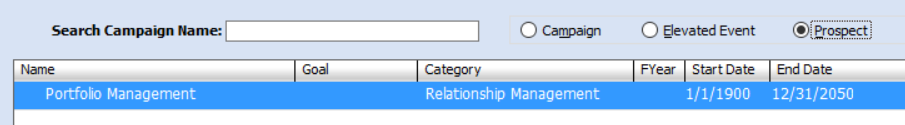 Search Campaign Name: Campaign Elevated Event Prospect
Name Goal Category FYear Start Date End Date
Portfolio Management Relationship Management 1/1/1900 12/31/2050